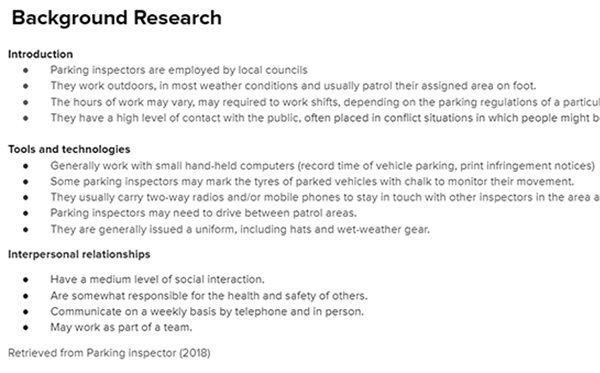 Background Research
Introduction
● Parking inspectors are employed by local councils
● They work outdoors, in most weather conditions and usually patrol their assigned area on foot.
● The hours of work may vary, may required to work shifts, depending on the parking regulations of a particul
● They have a high level of contact with the public, often placed in conflict situations in which people might b
Tools and technologies
● Generally work with small hand-held computers (record time of vehicle parking, print infringement notices)
● Some parking inspectors may mark the tyres of parked vehicles with chalk to monitor their movement.
● They usually carry two-way radios and/or mobile phones to stay in touch with other inspectors in the area a
● Parking inspectors may need to drive between patrol areas.
● They are generally issued a uniform, including hats and wet-weather gear.
Interpersonal relationships
● Have a medium level of social interaction.
● Are somewhat responsible for the health and safety of others.
● Communicate on a weekly basis by telephone and in person.
● May work as part of a team.
Retrieved from Parking inspector (2018)